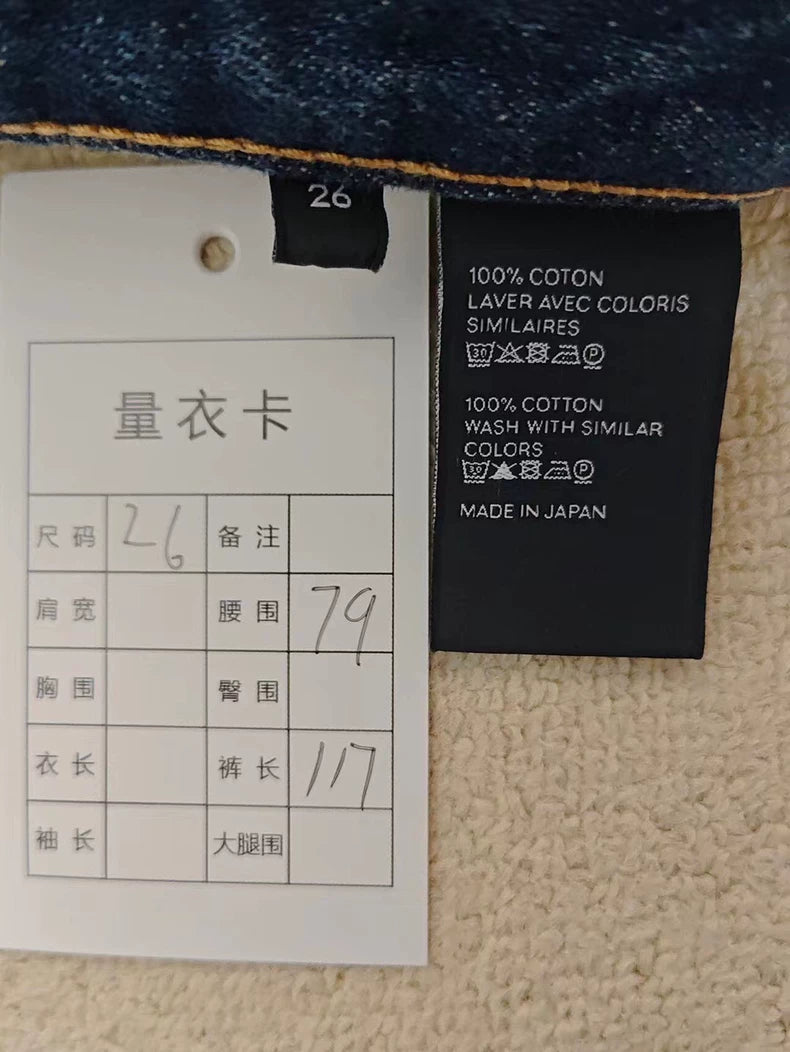 26
量衣卡
尺码 26 备注
肩宽 腰围 79
胸围 臀围
衣长 裤长 117
袖长 大腿围
100% COTON
LAVER AVEC COLORIS
SIMILAIRES
30 P
100% COTTON
WASH WITH SIMILAR
COLORS
30 P
MADE IN JAPAN